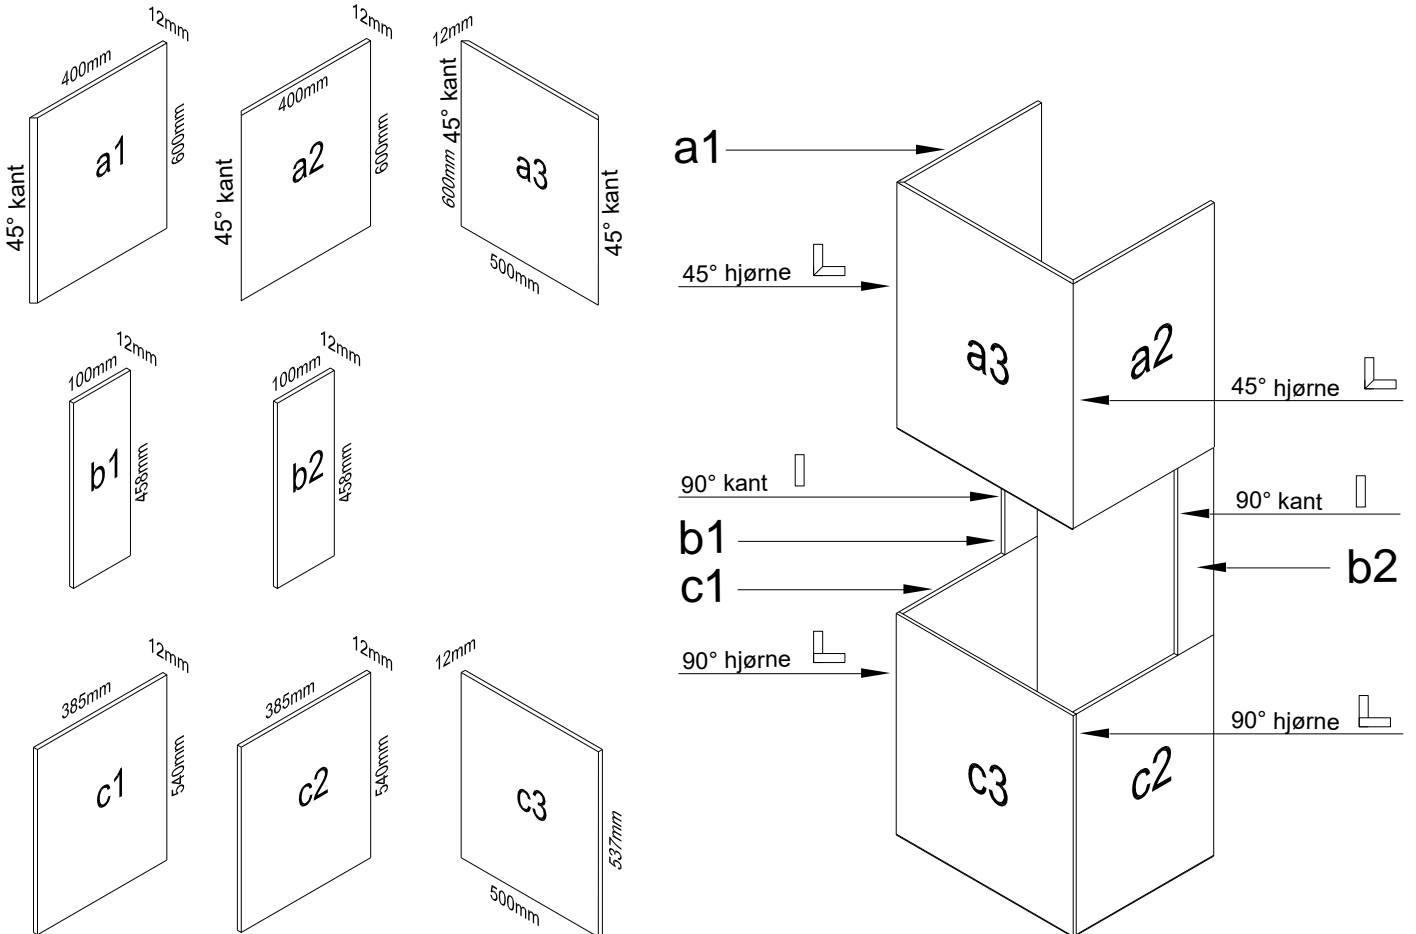 12mm
400mm
a1
600mm
45° kant
12mm
400mm
a2
600mm
45° kant
12mm
45° kant
600mm
a3
45° kant
500mm
12mm
100mm
b1
458mm
12mm
100mm
b2
458mm
12mm
385mm
c1
540mm
12mm
385mm
c2
540mm
12mm
c3
537mm
500mm
a1
45° hjørne
a3
a2
45° hjørne
90° kant
90° kant
b1
b2
c1
90° hjørne
90° hjørne
c3
c2